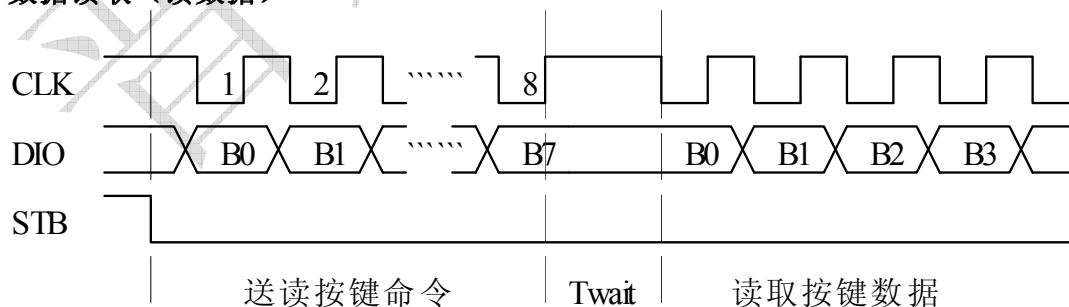 CLK 1 2 ...... 8
DIO B0 B1 ...... B7 B0 B1 B2 B3
STB
送读按键命令 Twait 读取按键数据